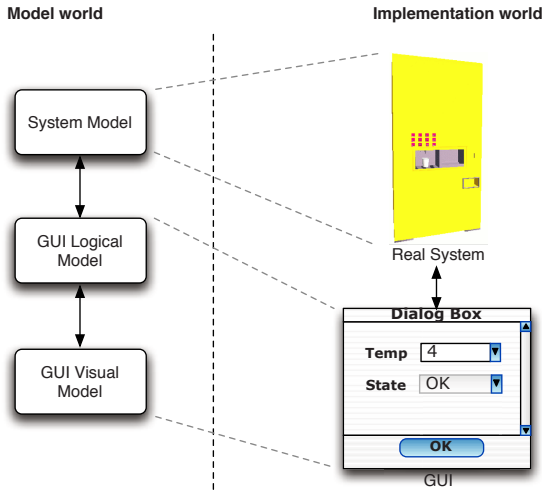 Model world
Implementation world
System Model
GUI Logical
Model
GUI Visual
Model
Real System
Dialog Box
Temp 4
State OK
OK
GUI